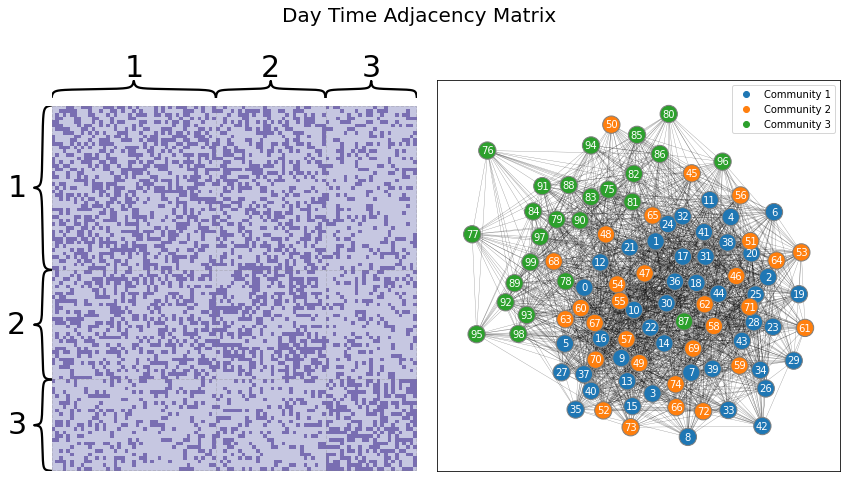 Day Time Adjacency Matrix
1 2 3
1
2
3
Community 1
Community 2
Community 3
80
50
85
94
76 86
96
82 45
91 88 75
83 81 11 56
84 65 32 4 6
79 90 24
77 48 41
97 21 1 38 51
17 31 20 53
99 68 12 64
47 46 2
89 78 0 54 36 18
44 25 19
92 55 30 62 71
60 10
93 63 67 22 87 58 28 23 61
95 98 16 57 43
5 14 69
70 9 49 59 29
27 37 7 39 34
13 74 26
40 3
35 52 15 66 72 33
73 8 42